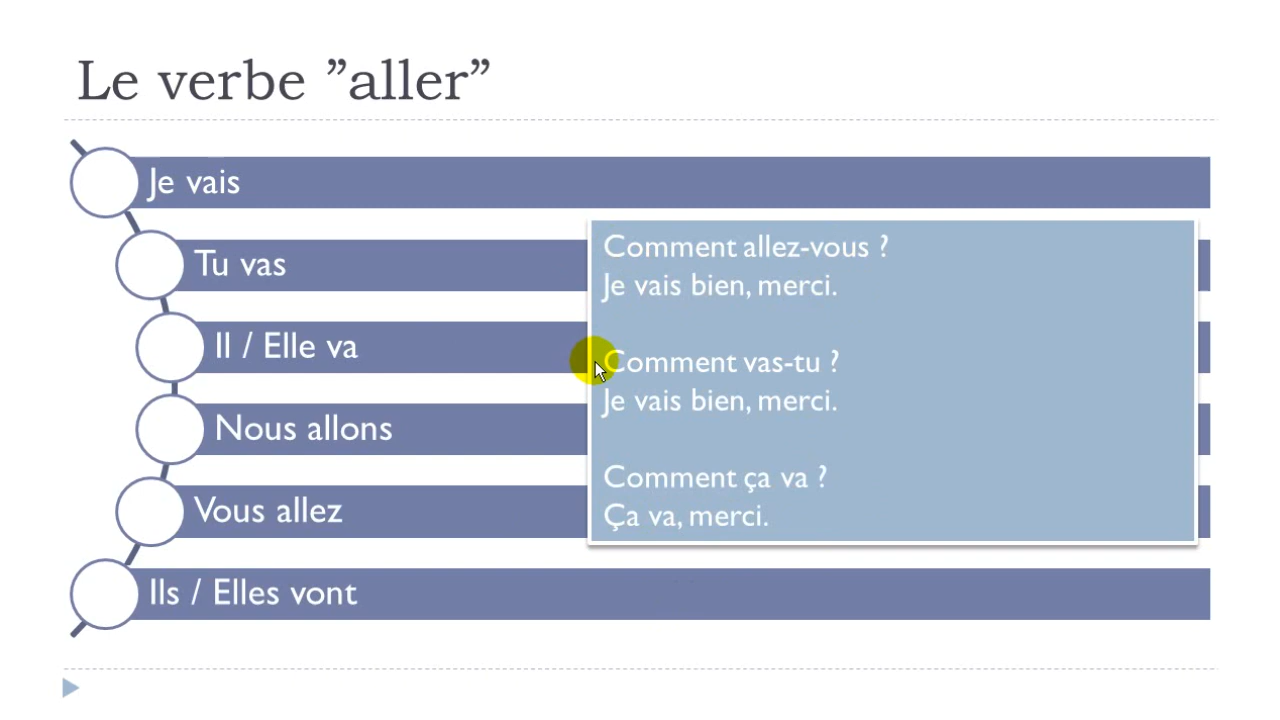 Le verbe ”aller”
Je vais
Tu vas
Il / Elle va
Nous allons
Vous allez
Ils / Elles vont
Comment allez-vous ?
Je vais bien, merci.
Comment vas-tu ?
Je vais bien, merci.
Comment ça va ?
Ça va, merci.